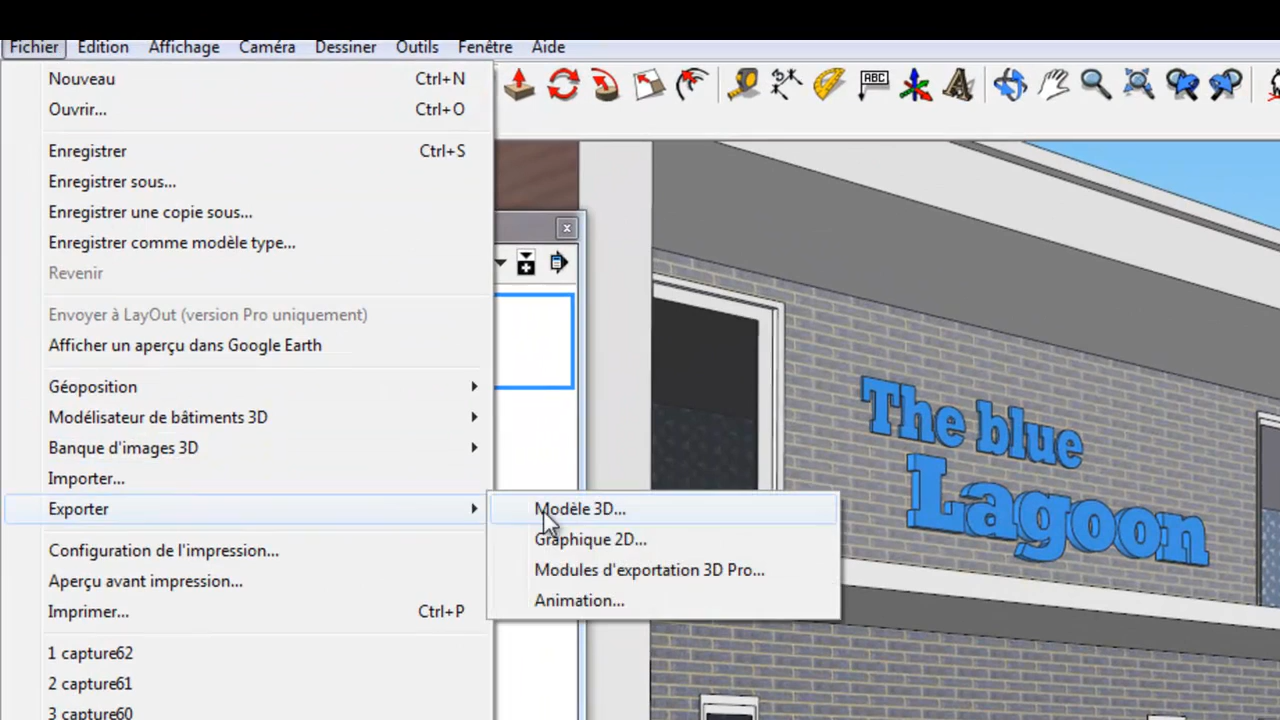 Fichier Edition Affichage Caméra Dessiner Outils Fenêtre Aide
Nouveau Ctrl+N
Ouvrir... Ctrl+O
Enregistrer Ctrl+S
Enregistrer sous...
Enregistrer une copie sous...
Enregistrer comme modèle type...
Revenir
Envoyer à LayOut (version Pro uniquement)
Afficher un aperçu dans Google Earth
Géoposition
Modélisateur de bâtiments 3D
Banque d'images 3D
Importer...
Exporter
Modèle 3D...
Graphique 2D...
Modules d'exportation 3D Pro...
Animation...
Configuration de l'impression...
Aperçu avant impression...
Imprimer... Ctrl+P
1 capture62
2 capture61
3 capture60
ABC
The blue
Lagoon